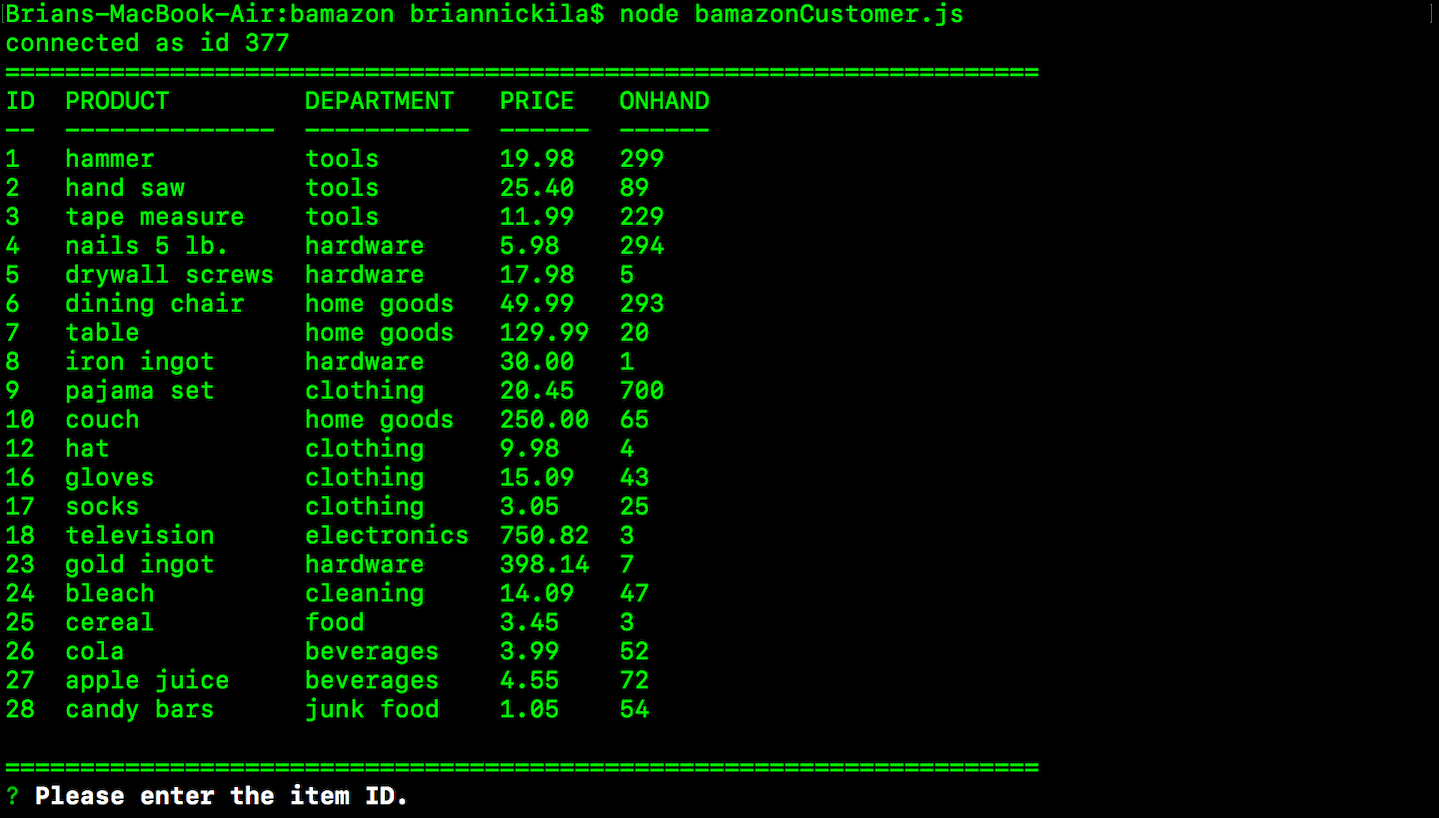 Brians-MacBook-Air:bamazon briannickila$ node bamazonCustomer.js
connected as id 377
=====================================================================
ID  PRODUCT         DEPARTMENT   PRICE   ONHAND
--  --------------  -----------  ------  ------
1   hammer          tools        19.98   299
2   hand saw        tools        25.40   89
3   tape measure    tools        11.99   229
4   nails 5 lb.     hardware     5.98    294
5   drywall screws  hardware     17.98   5
6   dining chair    home goods   49.99   293
7   table           home goods   129.99  20
8   iron ingot      hardware     30.00   1
9   pajama set      clothing     20.45   700
10  couch           home goods   250.00  65
12  hat             clothing     9.98    4
16  gloves          clothing     15.09   43
17  socks           clothing     3.05    25
18  television      electronics  750.82  3
23  gold ingot      hardware     398.14  7
24  bleach          cleaning     14.09   47
25  cereal          food         3.45    3
26  cola            beverages    3.99    52
27  apple juice     beverages    4.55    72
28  candy bars      junk food    1.05    54
=====================================================================
? Please enter the item ID.